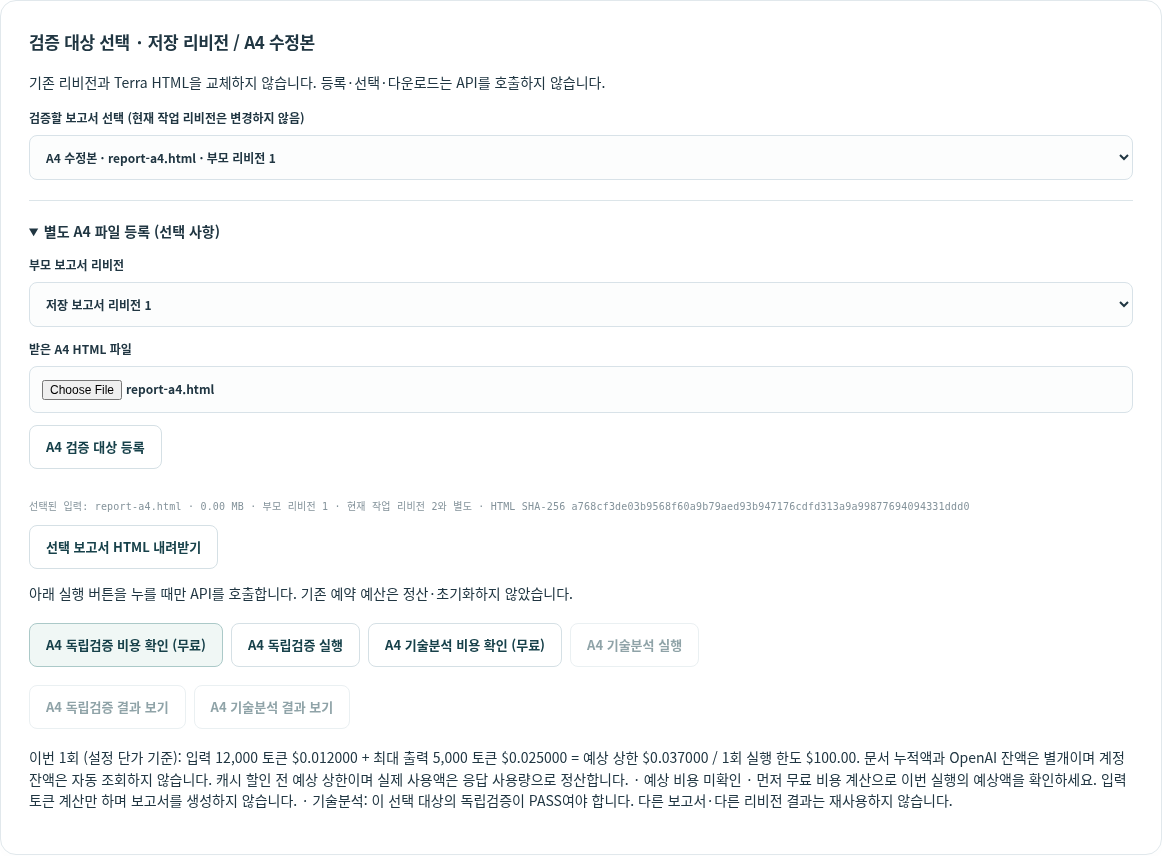 검증 대상 선택 · 저장 리비전 / A4 수정본
기존 리비전과 Terra HTML을 교체하지 않습니다. 등록·선택·다운로드는 API를 호출하지 않습니다.
검증할 보고서 선택 (현재 작업 리비전은 변경하지 않음)
A4 수정본 · report-a4.html · 부모 리비전 1
▼ 별도 A4 파일 등록 (선택 사항)
부모 보고서 리비전
저장 보고서 리비전 1
받은 A4 HTML 파일
Choose File report-a4.html
A4 검증 대상 등록
선택된 입력: report-a4.html · 0.00 MB · 부모 리비전 1 · 현재 작업 리비전 2와 별도 · HTML SHA-256 a768cf3de03b9568f60a9b79aed93b947176cdfd313a9a99877694094331ddd0
선택 보고서 HTML 내려받기
아래 실행 버튼을 누를 때만 API를 호출합니다. 기존 예약 예산은 정산·초기화하지 않았습니다.
A4 독립검증 비용 확인 (무료) A4 독립검증 실행 A4 기술분석 비용 확인 (무료) A4 기술분석 실행
A4 독립검증 결과 보기 A4 기술분석 결과 보기
이번 1회 (설정 단가 기준): 입력 12,000 토큰 $0.012000 + 최대 출력 5,000 토큰 $0.025000 = 예상 상한 $0.037000 / 1회 실행 한도 $100.00. 문서 누적액과 OpenAI 잔액은 별개이며 계정
잔액은 자동 조회하지 않습니다. 캐시 할인 전 예상 상한이며 실제 사용액은 응답 사용량으로 정산합니다. · 예상 비용 미확인 · 먼저 무료 비용 계산으로 이번 실행의 예상액을 확인하세요. 입력
토큰 계산만 하며 보고서를 생성하지 않습니다. · 기술분석: 이 선택 대상의 독립검증이 PASS여야 합니다. 다른 보고서·다른 리비전 결과는 재사용하지 않습니다.